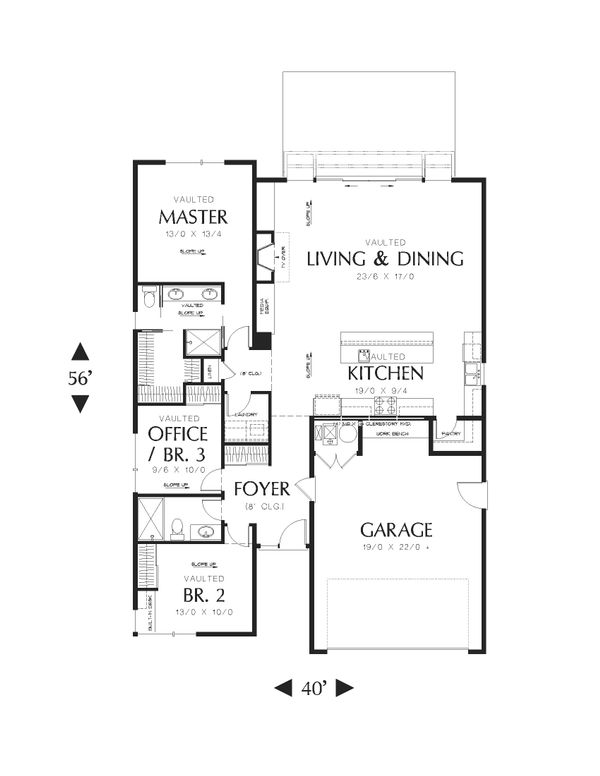 VAULTED
MASTER
13/0 X 13/4
SLOPE UP
SLOPE UP
VAULTED
LIVING & DINING
23/6 X 17/0
TV OVER
MEDIA
EQUIP.
VAULTED
SLOPE UP
LINEN
(8' CLG.)
SLOPE UP
VAULTED
KITCHEN
19/0 X 9/4
56'
LAUNDRY
PANTRY
WORK BENCH
VAULTED
OFFICE
/ BR. 3
9/6 X 10/0
SLOPE UP
FOYER
(8' CLG.)
GARAGE
19/0 X 22/0 +
SLOPE UP
VAULTED
BR. 2
13/0 X 10/0
BUILT-IN DESK
40'